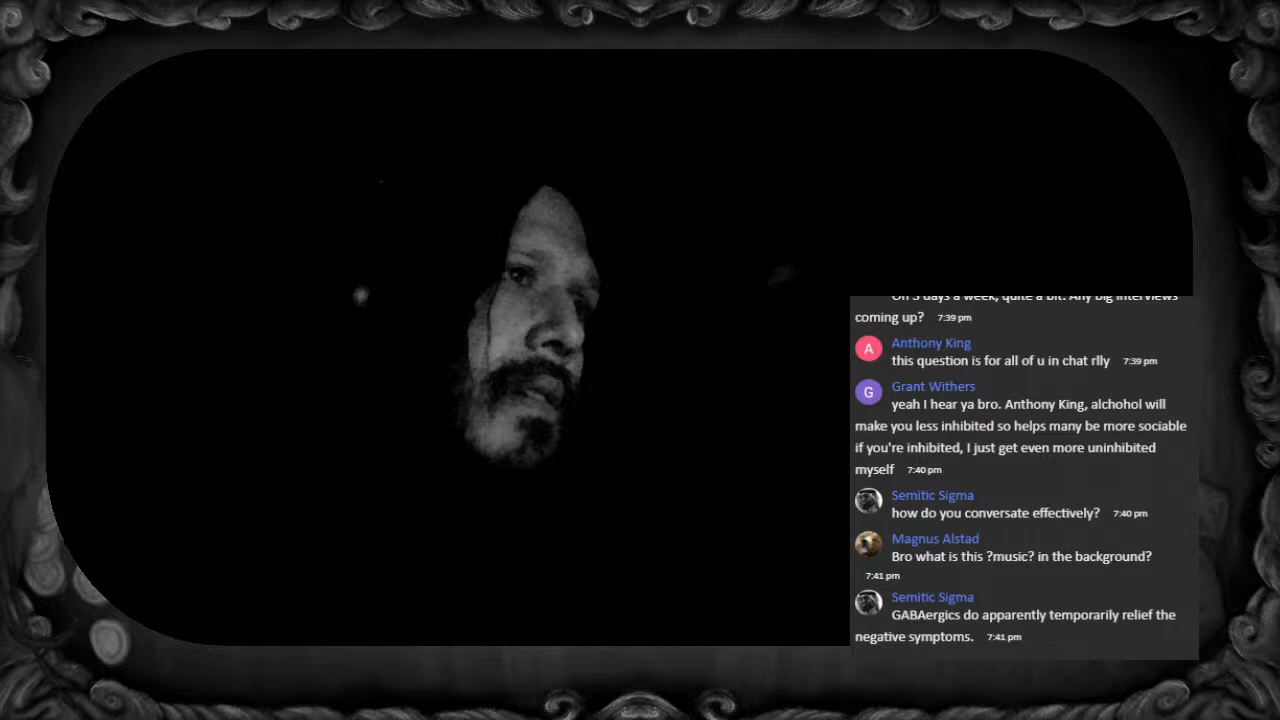 On 3 days a week, quite a bit. Any big interviews
coming up? 7:39 pm
A
Anthony King
this question is for all of u in chat rlly 7:39 pm
G
Grant Withers
yeah I hear ya bro. Anthony King, alchohol will
make you less inhibited so helps many be more sociable
if you're inhibited, I just get even more uninhibited
myself 7:40 pm
Semitic Sigma
how do you conversate effectively? 7:40 pm
Magnus Alstad
Bro what is this ?music? in the background?
7:41 pm
Semitic Sigma
GABAergics do apparently temporarily relief the
negative symptoms. 7:41 pm